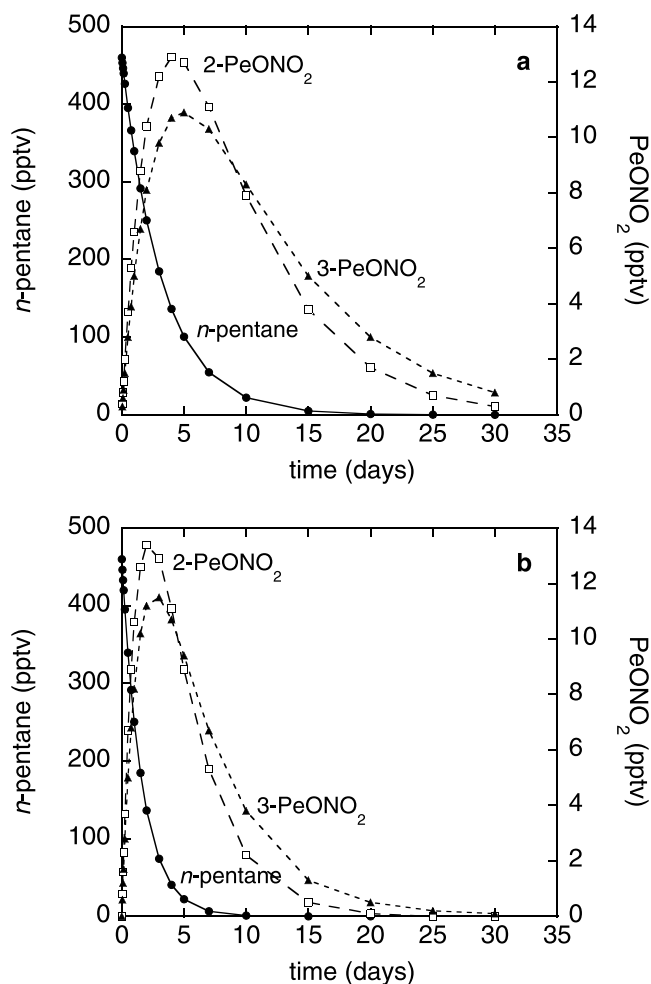 a
500
400
300
200
100
0
n-pentane (pptv)
14
12
10
8
6
4
2
0
PeONO2 (pptv)
2-PeONO2
3-PeONO2
n-pentane
0 5 10 15 20 25 30 35
time (days)
b
500
400
300
200
100
0
n-pentane (pptv)
14
12
10
8
6
4
2
0
PeONO2 (pptv)
2-PeONO2
3-PeONO2
n-pentane
0 5 10 15 20 25 30 35
time (days)